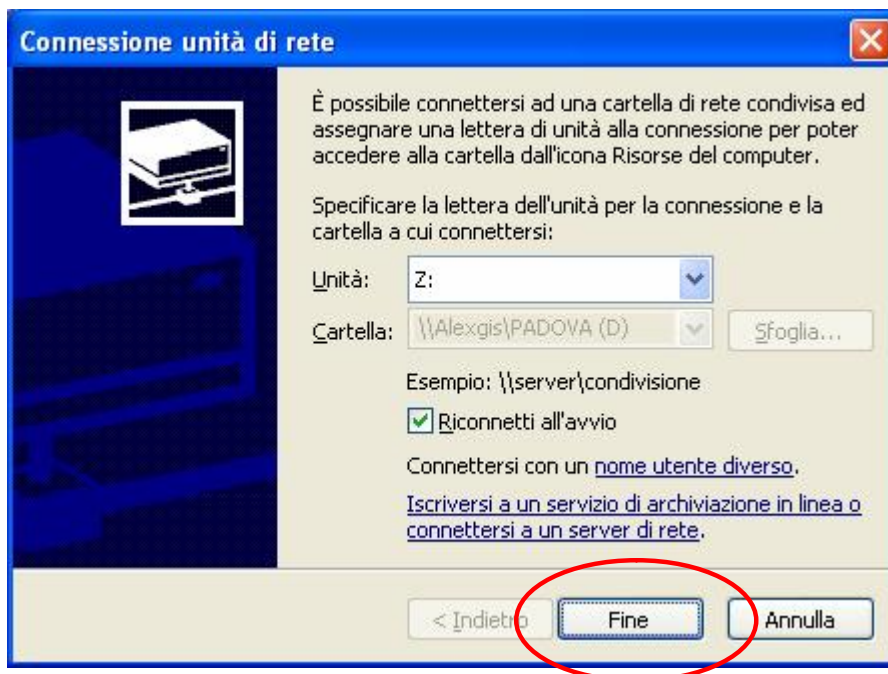 Connessione unità di rete
È possibile connettersi ad una cartella di rete condivisa ed
assegnare una lettera di unità alla connessione per poter
accedere alla cartella dall'icona Risorse del computer.
Specificare la lettera dell'unità per la connessione e la
cartella a cui connettersi:
Unità: Z:
Cartella: \\Alexgis\PADOVA (D) Sfoglia...
Esempio: \\server\condivisione
Riconnetti all'avvio
Connettersi con un nome utente diverso.
Iscriversi a un servizio di archiviazione in linea o
connettersi a un server di rete.
< Indietro Fine Annulla